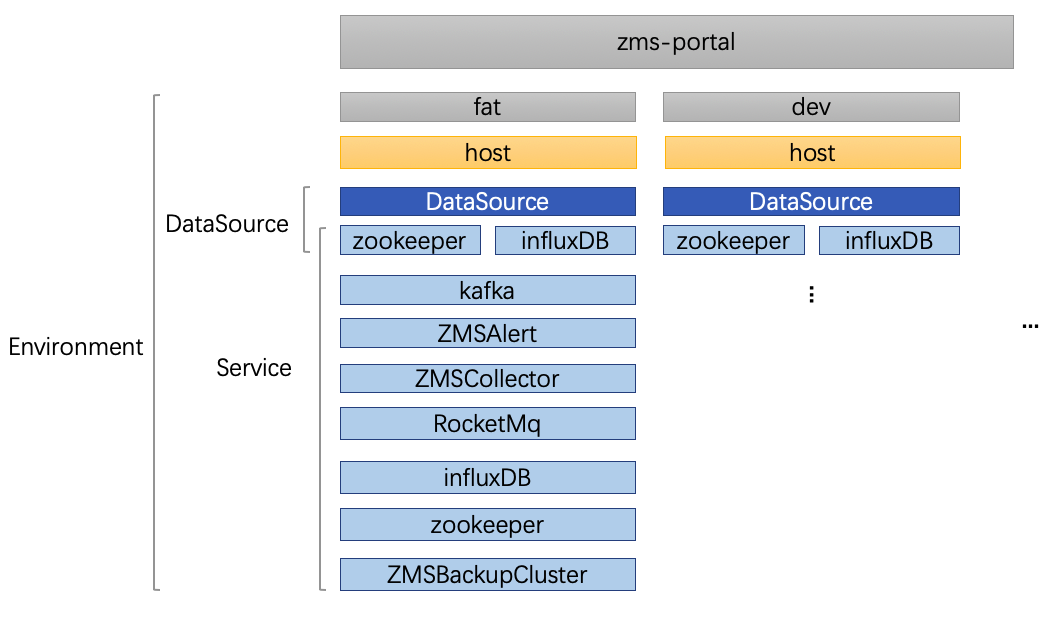 zms-portal
fat
dev
host
host
DataSource
DataSource
DataSource
zookeeper
influxDB
zookeeper
influxDB
kafka
⋮
ZMSAlert
...
Environment
Service
ZMSCollector
RocketMq
influxDB
zookeeper
ZMSBackupCluster